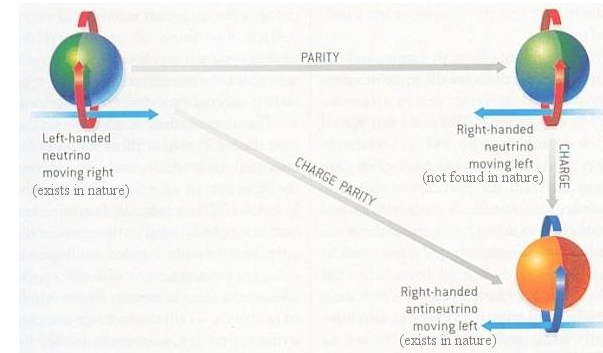 PARITY
Left-handed
neutrino
moving right
(exists in nature)
Right-handed
neutrino
moving left
(not found in nature)
CHARGE
CHARGE PARITY
Right-handed
antineutrino
moving left
(exists in nature)